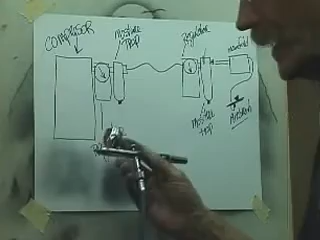 COMPRESSOR
MOISTURE
TRAP
Regulator
manifold
MOISTURE
TRAP
AIRBRUSH